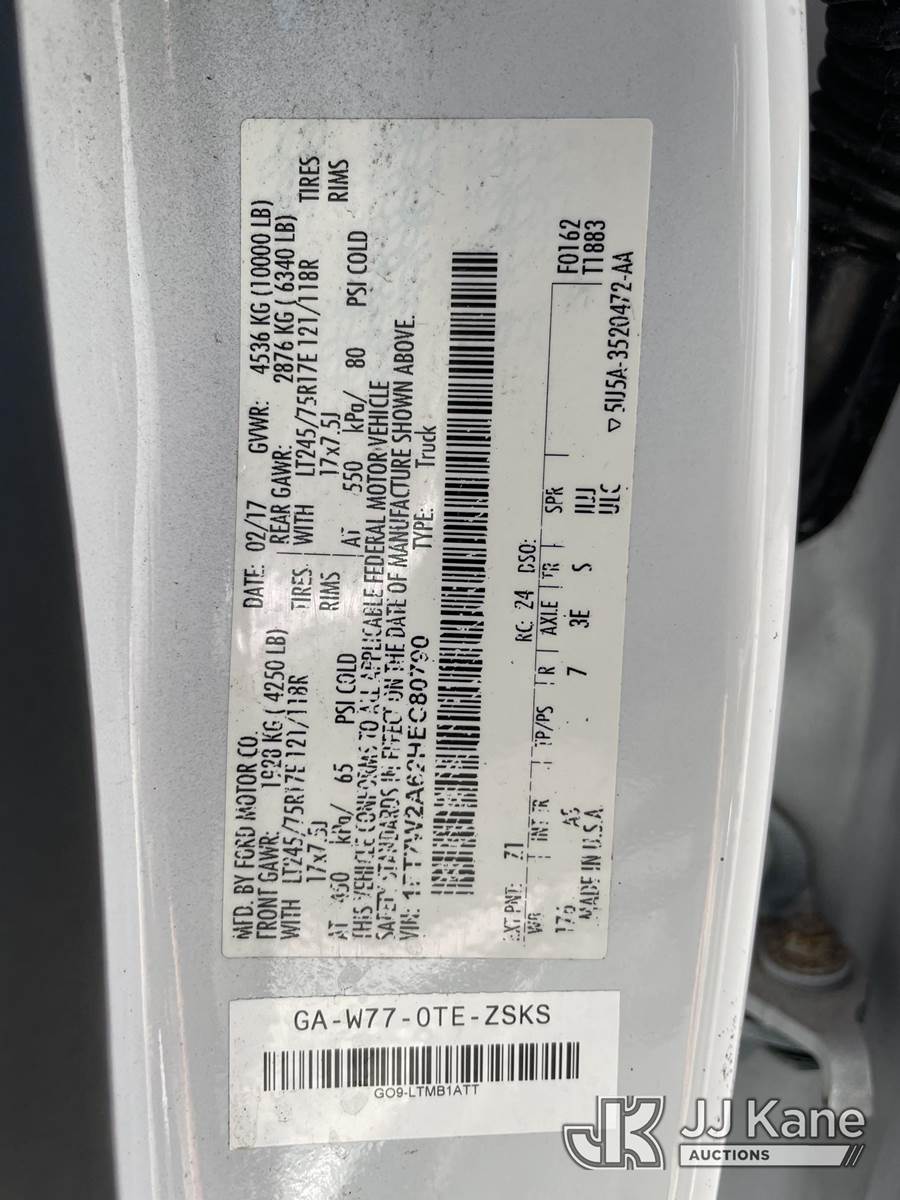 MFD. BY FORD MOTOR CO. DATE: 02/17 GVWR: 4536 KG (10000 LB)
FRONT GAWR: 1928 KG ( 4250 LB) REAR GAWR: 2876 KG ( 6340 LB)
WITH LT245/75R17E 121/118R TIRES WITH LT245/75R17E 121/118R TIRES
17x7.5J RIMS 17x7.5J RIMS
AT 450 kPa/ 65 PSI COLD AT 550 kPa/ 80 PSI COLD
THIS VEHICLE CONFORMS TO ALL APPLICABLE FEDERAL MOTOR VEHICLE
SAFETY STANDARDS IN EFFECT ON THE DATE OF MANUFACTURE SHOWN ABOVE.
VIN: 1FT7W2A62HEC80790 TYPE: Truck
EXT PNT: Z1 RC: 24 DSO: F0162
WB INT TR TP/PS R AXLE TR SPR T1883
176 AS 7 3E S
MADE IN U.S.A. ▽ 5U5A-3520472-AA
GA-W77-0TE-ZSKS
GO9-LTMB1ATT
JK JJ Kane
AUCTIONS